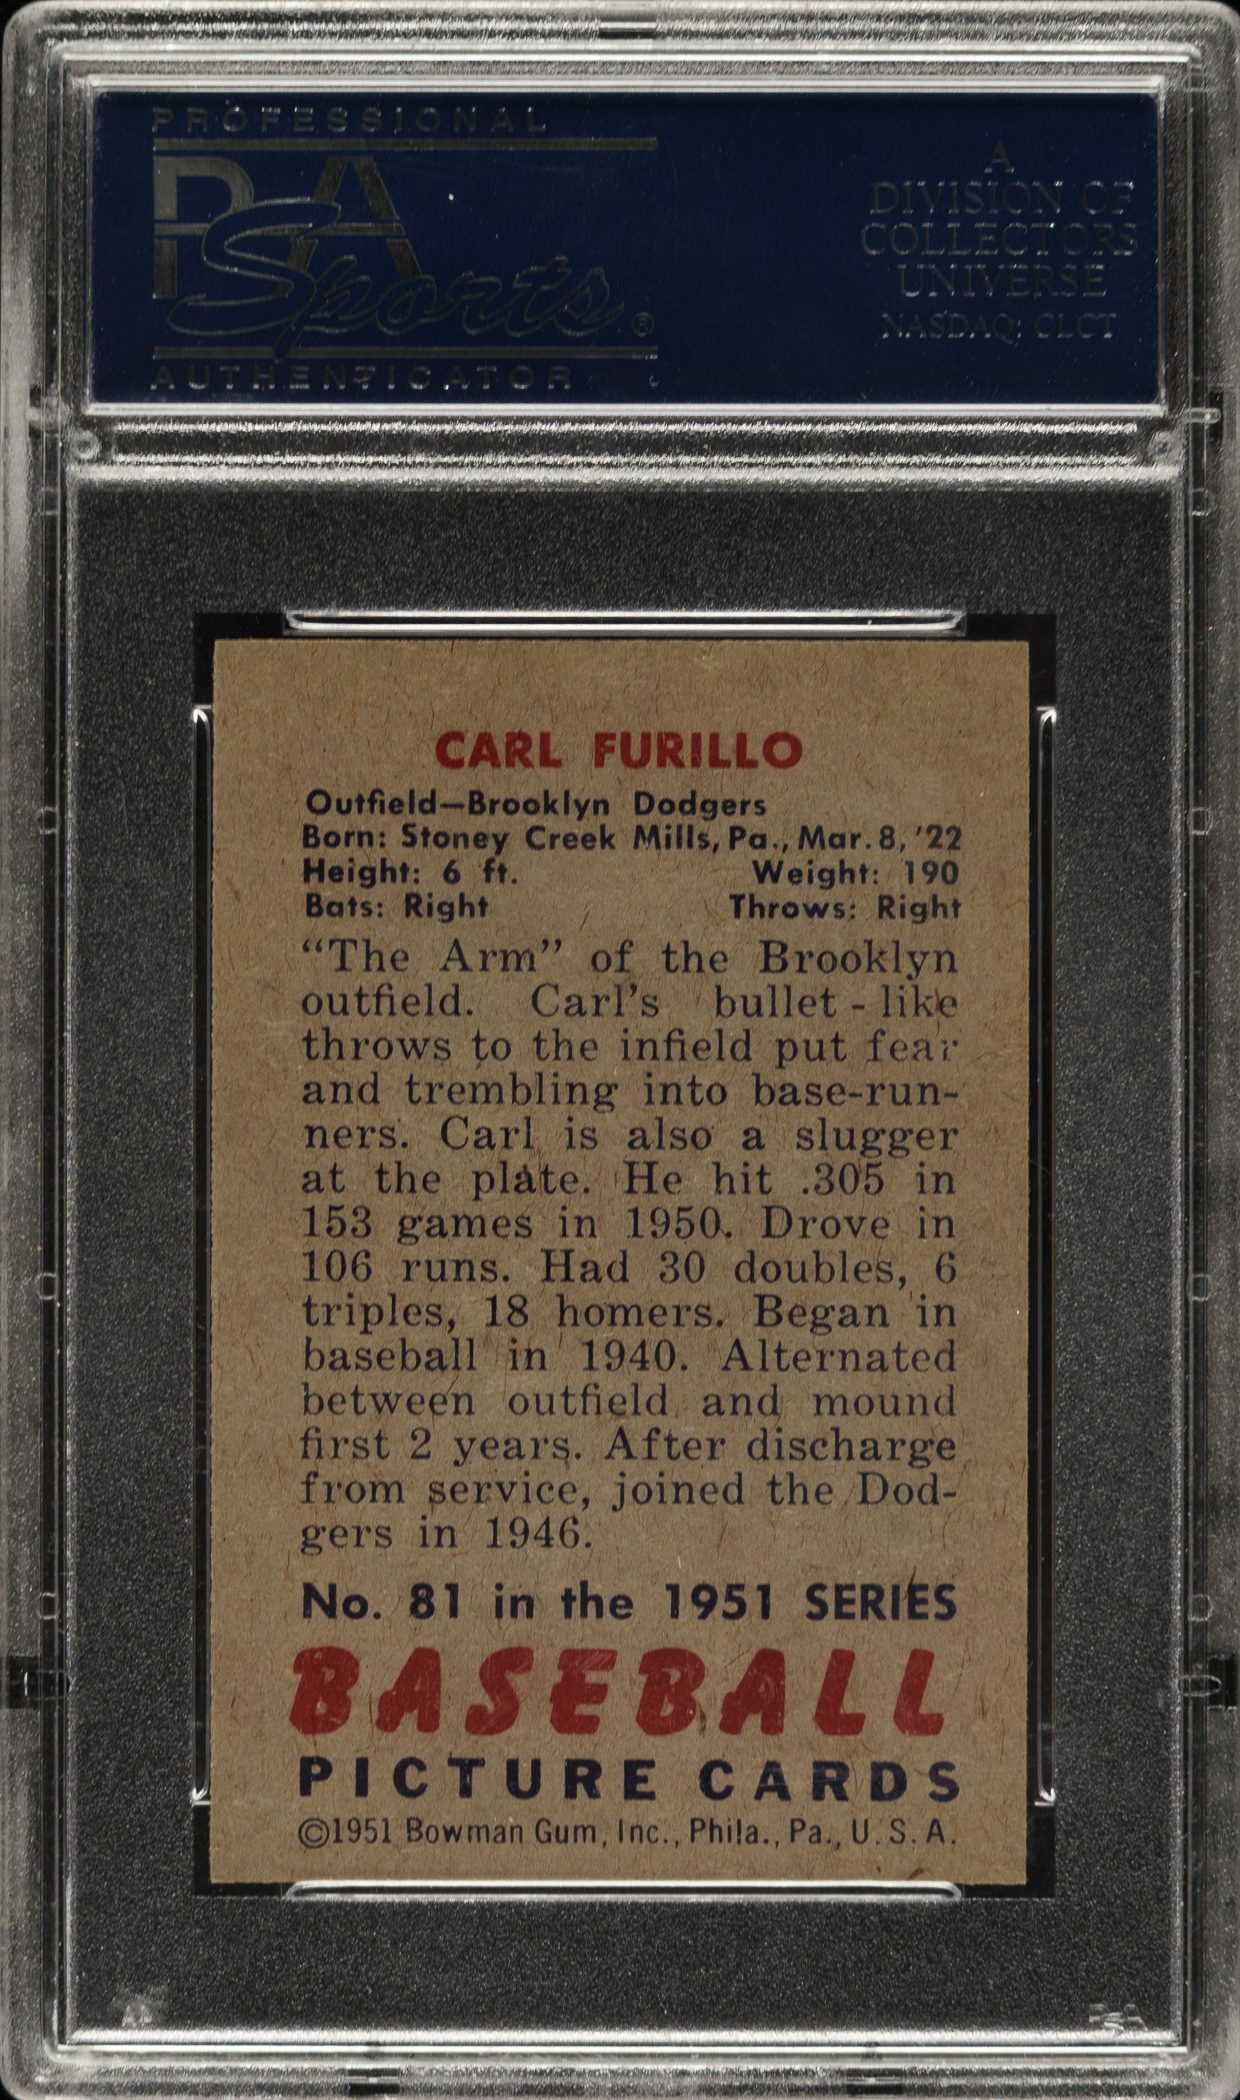 PROFESSIONAL
PSA
Sports®
AUTHENTICATOR
A
DIVISION OF
COLLECTORS
UNIVERSE
NASDAQ: CLCT
CARL FURILLO
Outfield—Brooklyn Dodgers
Born: Stoney Creek Mills, Pa., Mar. 8, '22
Height: 6 ft. Weight: 190
Bats: Right Throws: Right
“The Arm” of the Brooklyn
outfield. Carl's bullet - like
throws to the infield put fear
and trembling into base-run-
ners. Carl is also a slugger
at the plate. He hit .305 in
153 games in 1950. Drove in
106 runs. Had 30 doubles, 6
triples, 18 homers. Began in
baseball in 1940. Alternated
between outfield and mound
first 2 years. After discharge
from service, joined the Dod-
gers in 1946.
No. 81 in the 1951 SERIES
BASEBALL
PICTURE CARDS
©1951 Bowman Gum, Inc., Phila., Pa., U. S. A.
PSA